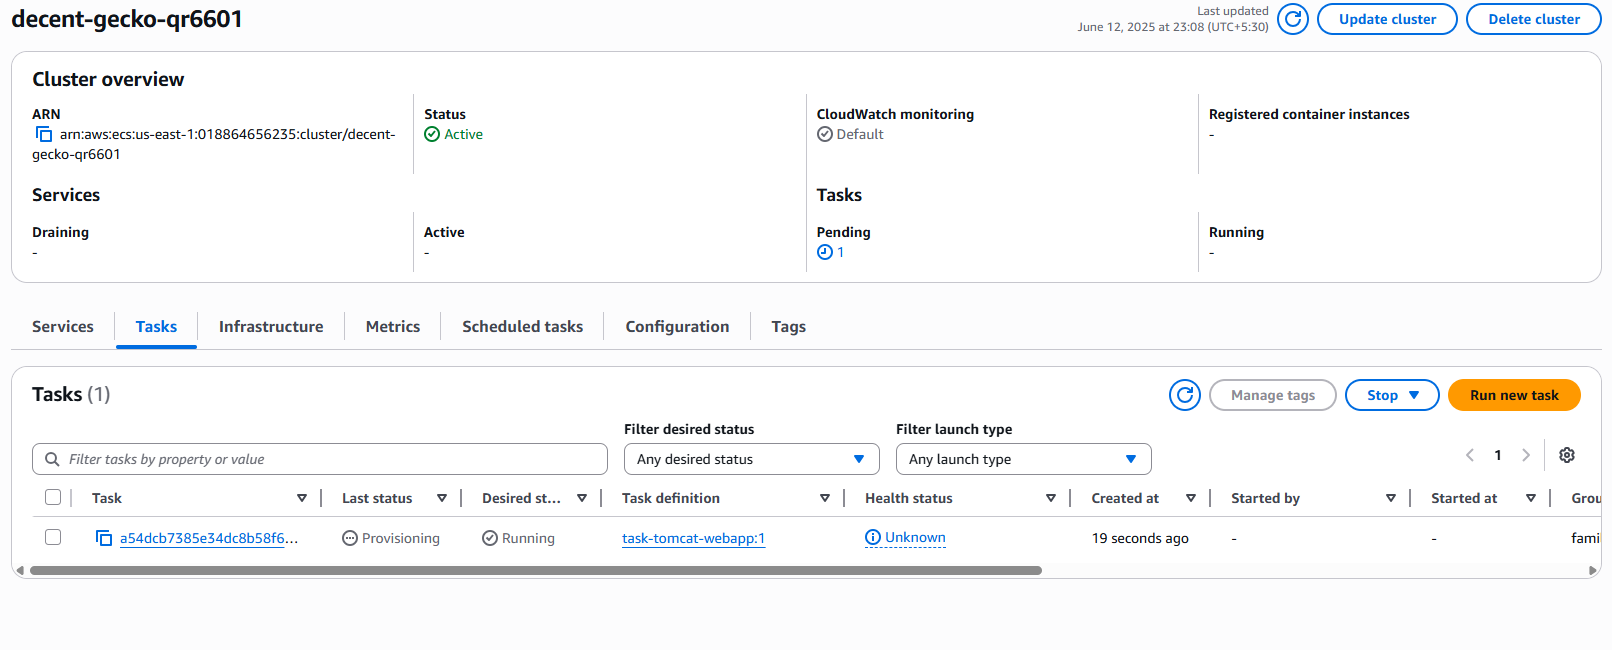 decent-gecko-qr6601
Last updated
June 12, 2025 at 23:08 (UTC+5:30)
Update cluster
Delete cluster
Cluster overview
ARN
arn:aws:ecs:us-east-1:018864656235:cluster/decent-
gecko-qr6601
Status
Active
CloudWatch monitoring
Default
Registered container instances
-
Services
Tasks
Draining
-
Active
-
Pending
1
Running
-
Services
Tasks
Infrastructure
Metrics
Scheduled tasks
Configuration
Tags
Tasks (1)
Manage tags
Stop
Run new task
Filter desired status
Filter launch type
Filter tasks by property or value
Any desired status
Any launch type
1
Task
Last status
Desired st...
Task definition
Health status
Created at
Started by
Started at
Grou
a54dcb7385e34dc8b58f6...
Provisioning
Running
task-tomcat-webapp:1
Unknown
19 seconds ago
-
-
fami